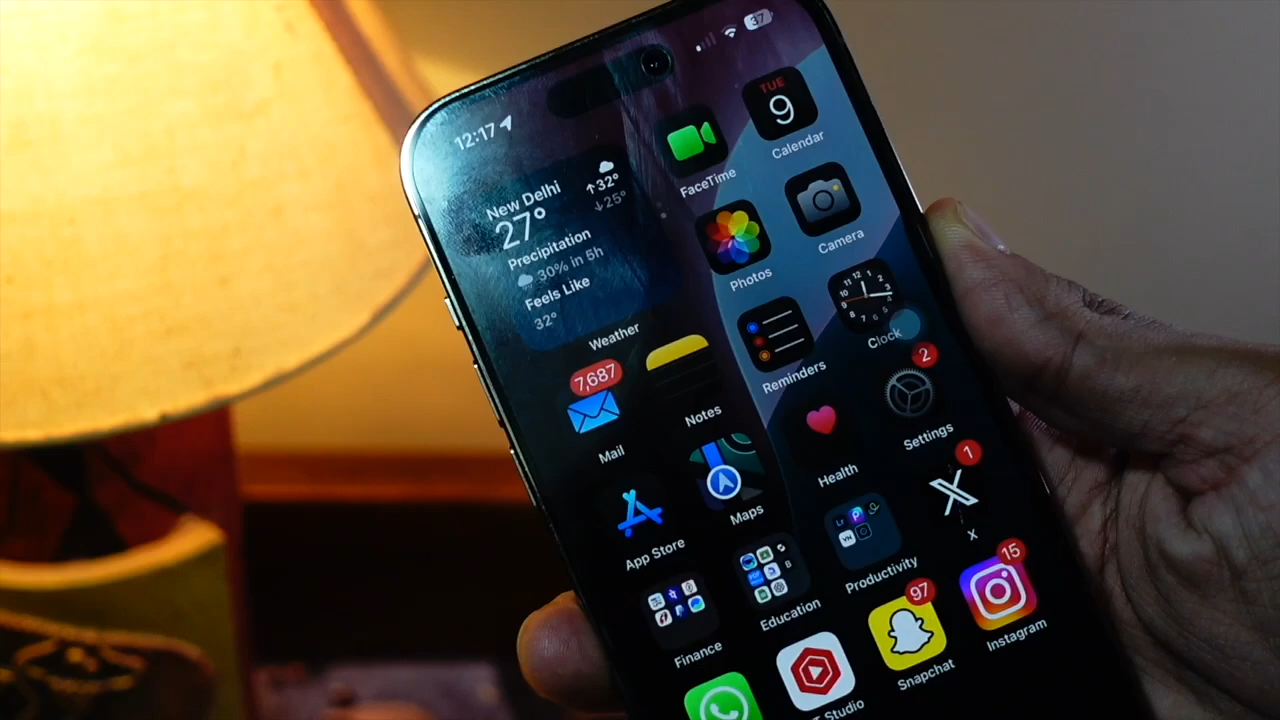 12:17
37
New Delhi
27°
↑32°
↓25°
Precipitation
30% in 5h
Feels Like
32°
Weather
FaceTime
TUE
9
Calendar
Photos
Camera
7,687
Mail
Notes
Reminders
Clock
App Store
Maps
Health
2
Settings
Finance
Education
Productivity
1
X
97
Snapchat
15
Instagram
Studio